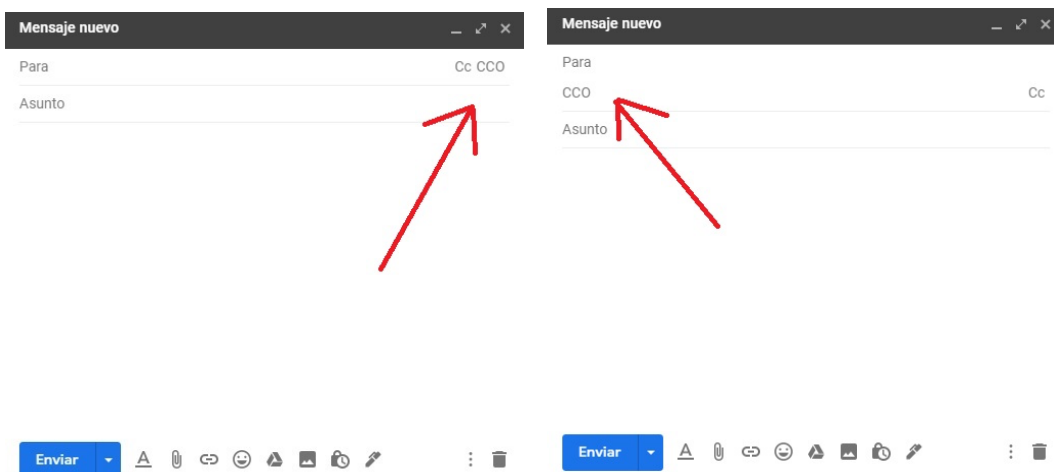 Mensaje nuevo
Para Cc CCO
Asunto
Enviar
Mensaje nuevo
Para
CCO Cc
Asunto
Enviar